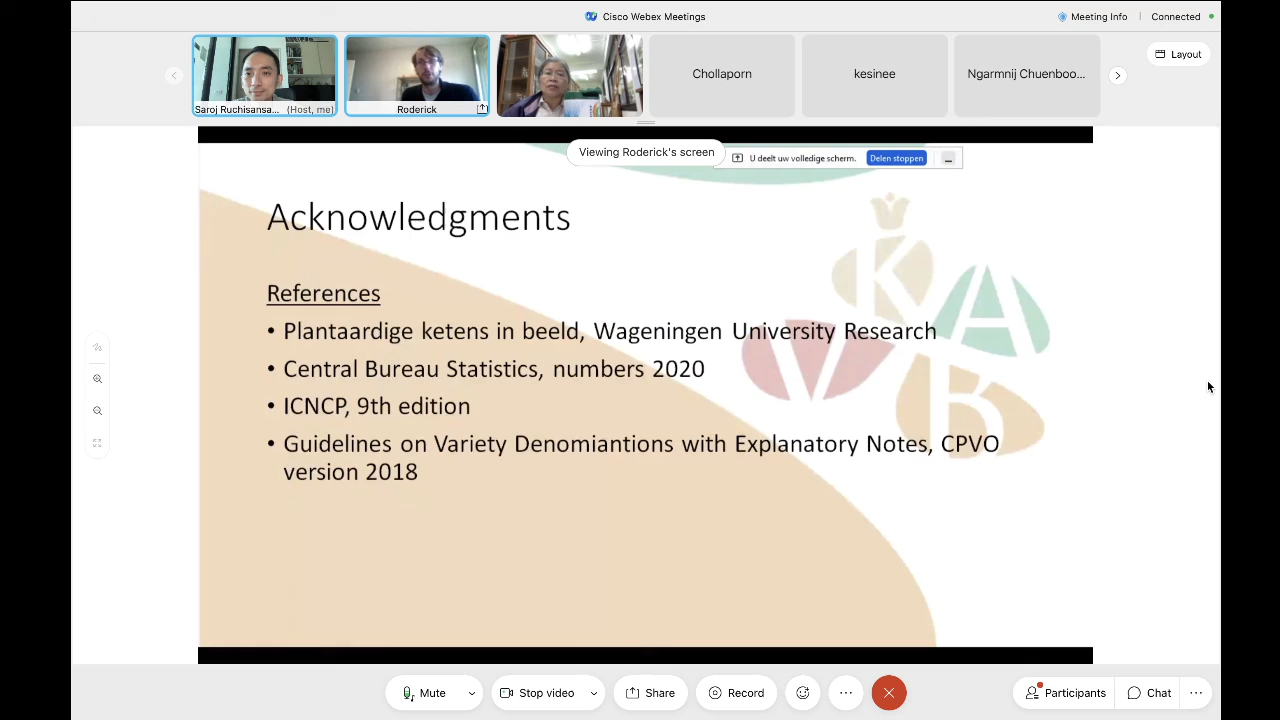 Cisco Webex Meetings
Meeting Info
Connected
Saroj Ruchisansa... (Host, me)
Roderick
Chollaporn
kesinee
Ngarmnij Chuenboo...
Layout
Viewing Roderick's screen
U deelt uw volledige scherm.
Delen stoppen
Acknowledgments
K
A
V
B
References
• Plantaardige ketens in beeld, Wageningen University Research
• Central Bureau Statistics, numbers 2020
• ICNCP, 9th edition
• Guidelines on Variety Denomiantions with Explanatory Notes, CPVO
version 2018
Mute
Stop video
Share
Record
Participants
Chat